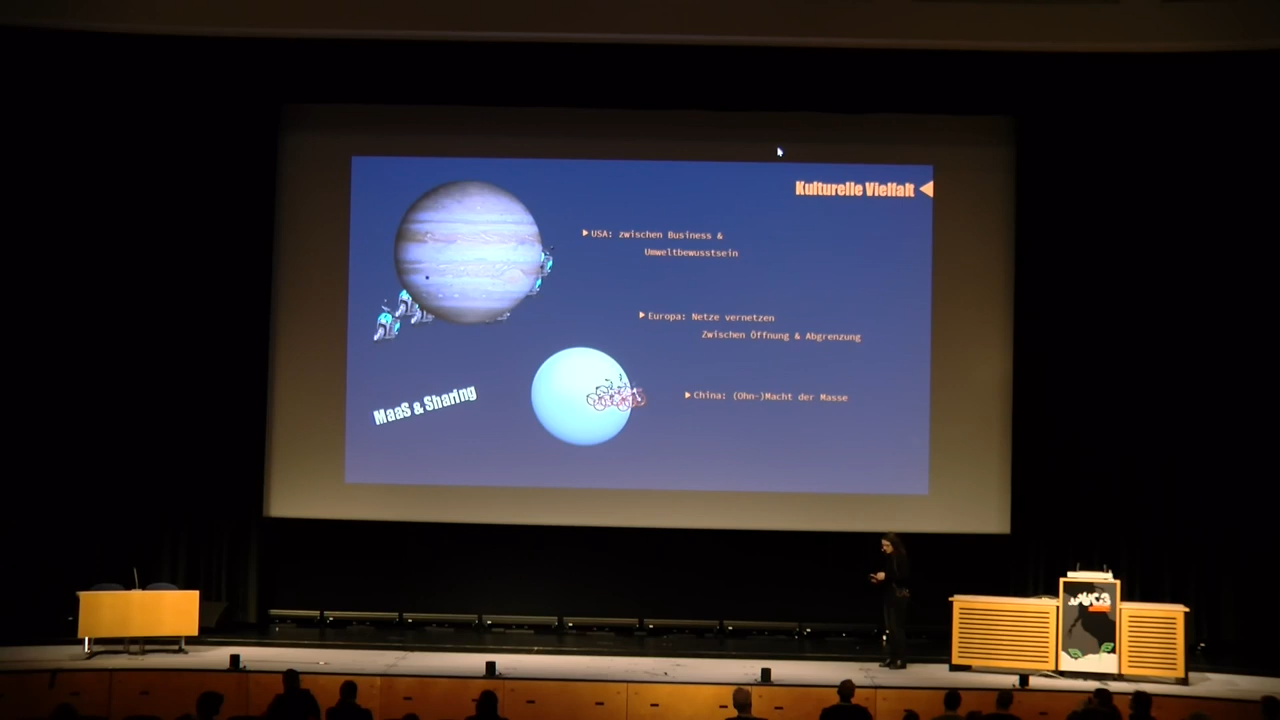 Kulturelle Vielfalt
USA: zwischen Business &
Umweltbewusstsein
Europa: Netze vernetzen
Zwischen Öffnung & Abgrenzung
MaaS & Sharing
China: (Ohn-)Macht der Masse